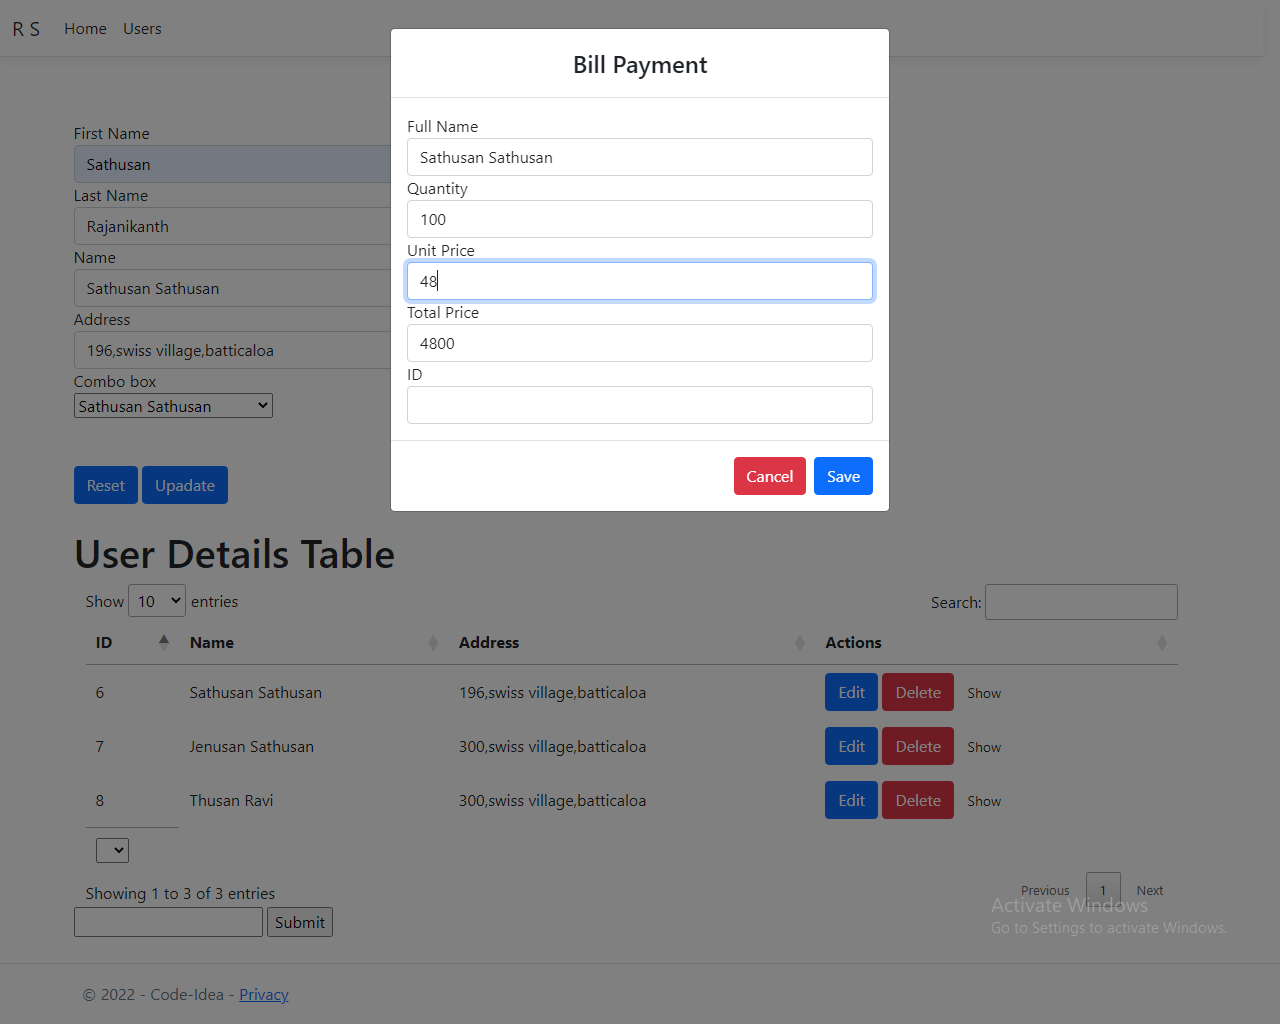 R S Home Users
Bill Payment
Full Name
Sathusan Sathusan
Quantity
100
Unit Price
48
Total Price
4800
ID
Cancel Save
First Name
Sathusan
Last Name
Rajanikanth
Name
Sathusan Sathusan
Address
196,swiss village,batticaloa
Combo box
Sathusan Sathusan
Reset Upadate
User Details Table
Show 10 entries Search:
ID Name Address Actions
6 Sathusan Sathusan 196,swiss village,batticaloa Edit Delete Show
7 Jenusan Sathusan 300,swiss village,batticaloa Edit Delete Show
8 Thusan Ravi 300,swiss village,batticaloa Edit Delete Show
Showing 1 to 3 of 3 entries Previous 1 Next
Submit
Activate Windows
Go to Settings to activate Windows.
© 2022 - Code-Idea - Privacy